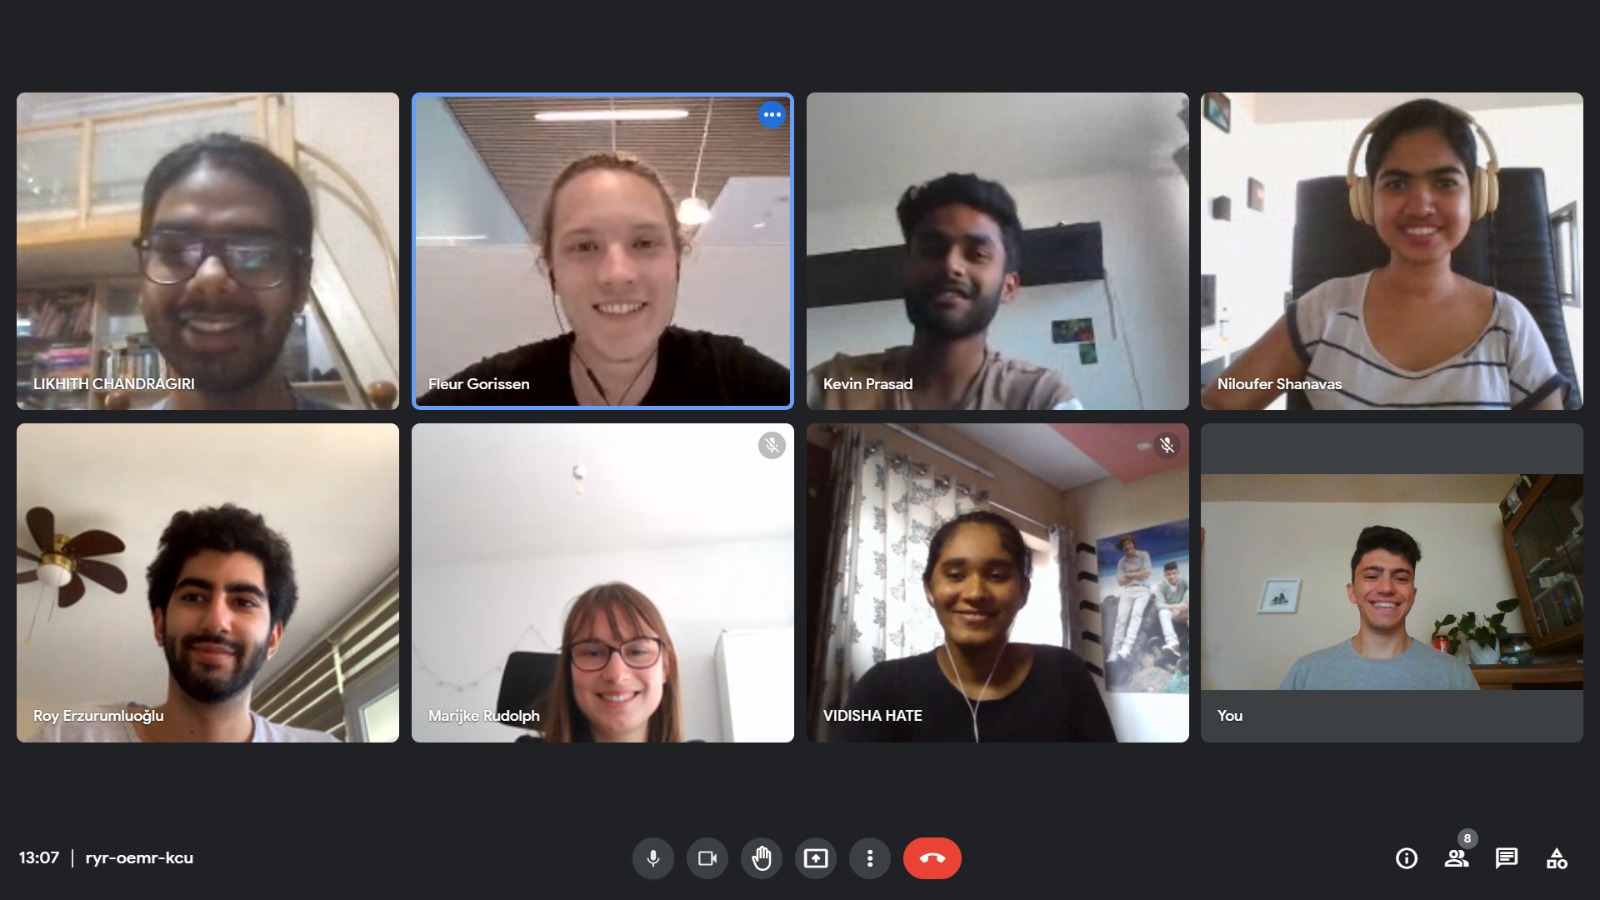 LIKHITH CHANDRAGIRI
Fleur Gorissen
Kevin Prasad
Niloufer Shanavas
Roy Erzurumluoğlu
Marijke Rudolph
VIDISHA HATE
You
13:07 | ryr-oemr-kcu
8